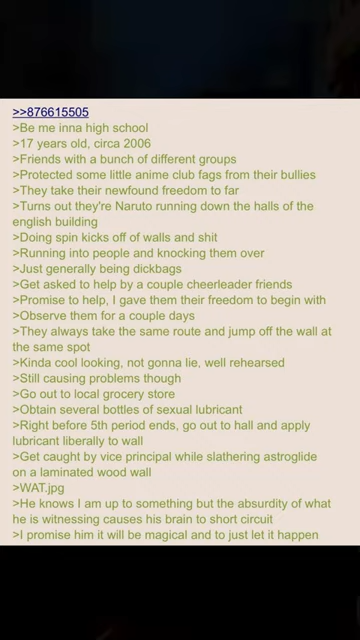 >>876615505
>Be me inna high school
>17 years old, circa 2006
>Friends with a bunch of different groups
>Protected some little anime club fags from their bullies
>They take their newfound freedom to far
>Turns out they're Naruto running down the halls of the
english building
>Doing spin kicks off of walls and shit
>Running into people and knocking them over
>Just generally being dickbags
>Get asked to help by a couple cheerleader friends
>Promise to help, I gave them their freedom to begin with
>Observe them for a couple days
>They always take the same route and jump off the wall at
the same spot
>Kinda cool looking, not gonna lie, well rehearsed
>Still causing problems though
>Go out to local grocery store
>Obtain several bottles of sexual lubricant
>Right before 5th period ends, go out to hall and apply
lubricant liberally to wall
>Get caught by vice principal while slathering astroglide
on a laminated wood wall
>WAT.jpg
>He knows I am up to something but the absurdity of what
he is witnessing causes his brain to short circuit
>I promise him it will be magical and to just let it happen